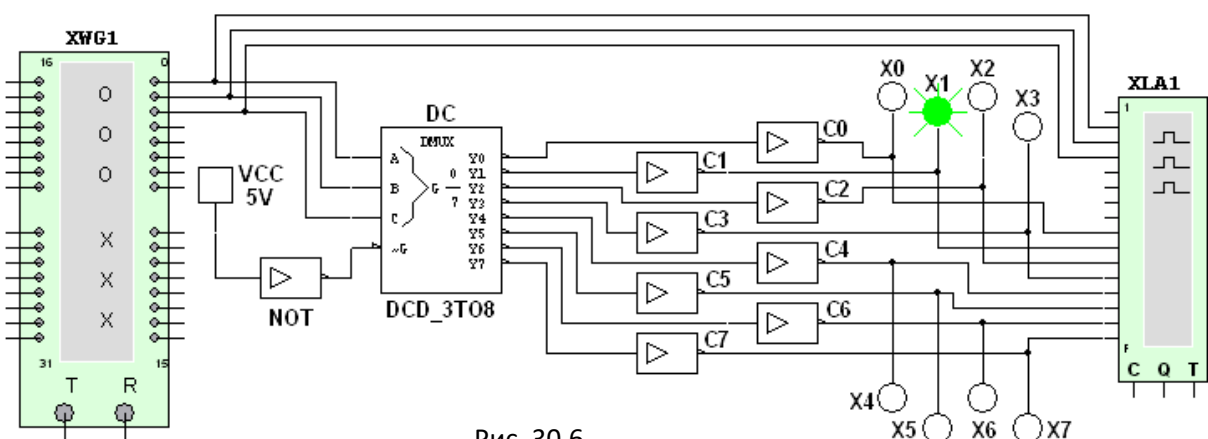 XWG1
16 0
O
O
O
X
X
X
31 15
T R
VCC
5V
NOT
DC
DMUX
A
B
C
~G
G 0 7
Y0
Y1
Y2
Y3
Y4
Y5
Y6
Y7
DCD_3TO8
C0
C1
C2
C3
C4
C5
C6
C7
X0
X1
X2
X3
X4
X5
X6
X7
XLA1
1
F
C Q T
Рис. 30.6